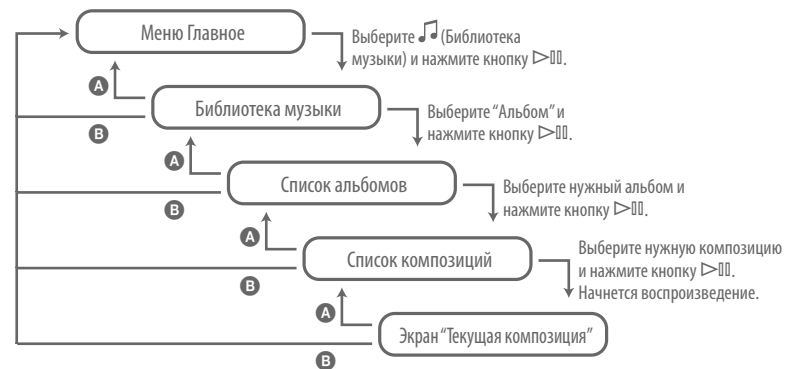 Меню Главное
Выберите ♫ (Библиотека
музыки) и нажмите кнопку ▷II.
A
Библиотека музыки
B
Выберите “Альбом” и
нажмите кнопку ▷II.
A
Список альбомов
B
Выберите нужный альбом и
нажмите кнопку ▷II.
A
Список композиций
B
Выберите нужную композицию
и нажмите кнопку ▷II.
Начнется воспроизведение.
A
Экран “Текущая композиция”
B